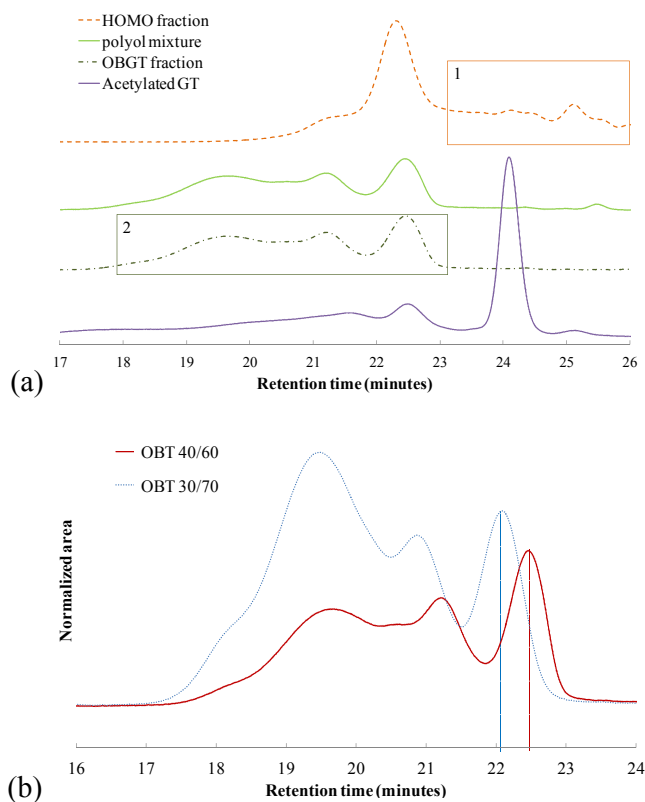 HOMO fraction
polyol mixture
OBGT fraction
Acetylated GT
1
2
17 18 19 20 21 22 23 24 25 26
Retention time (minutes)
(a)
OBT 40/60
OBT 30/70
Normalized area
16 17 18 19 20 21 22 23 24
Retention time (minutes)
(b)